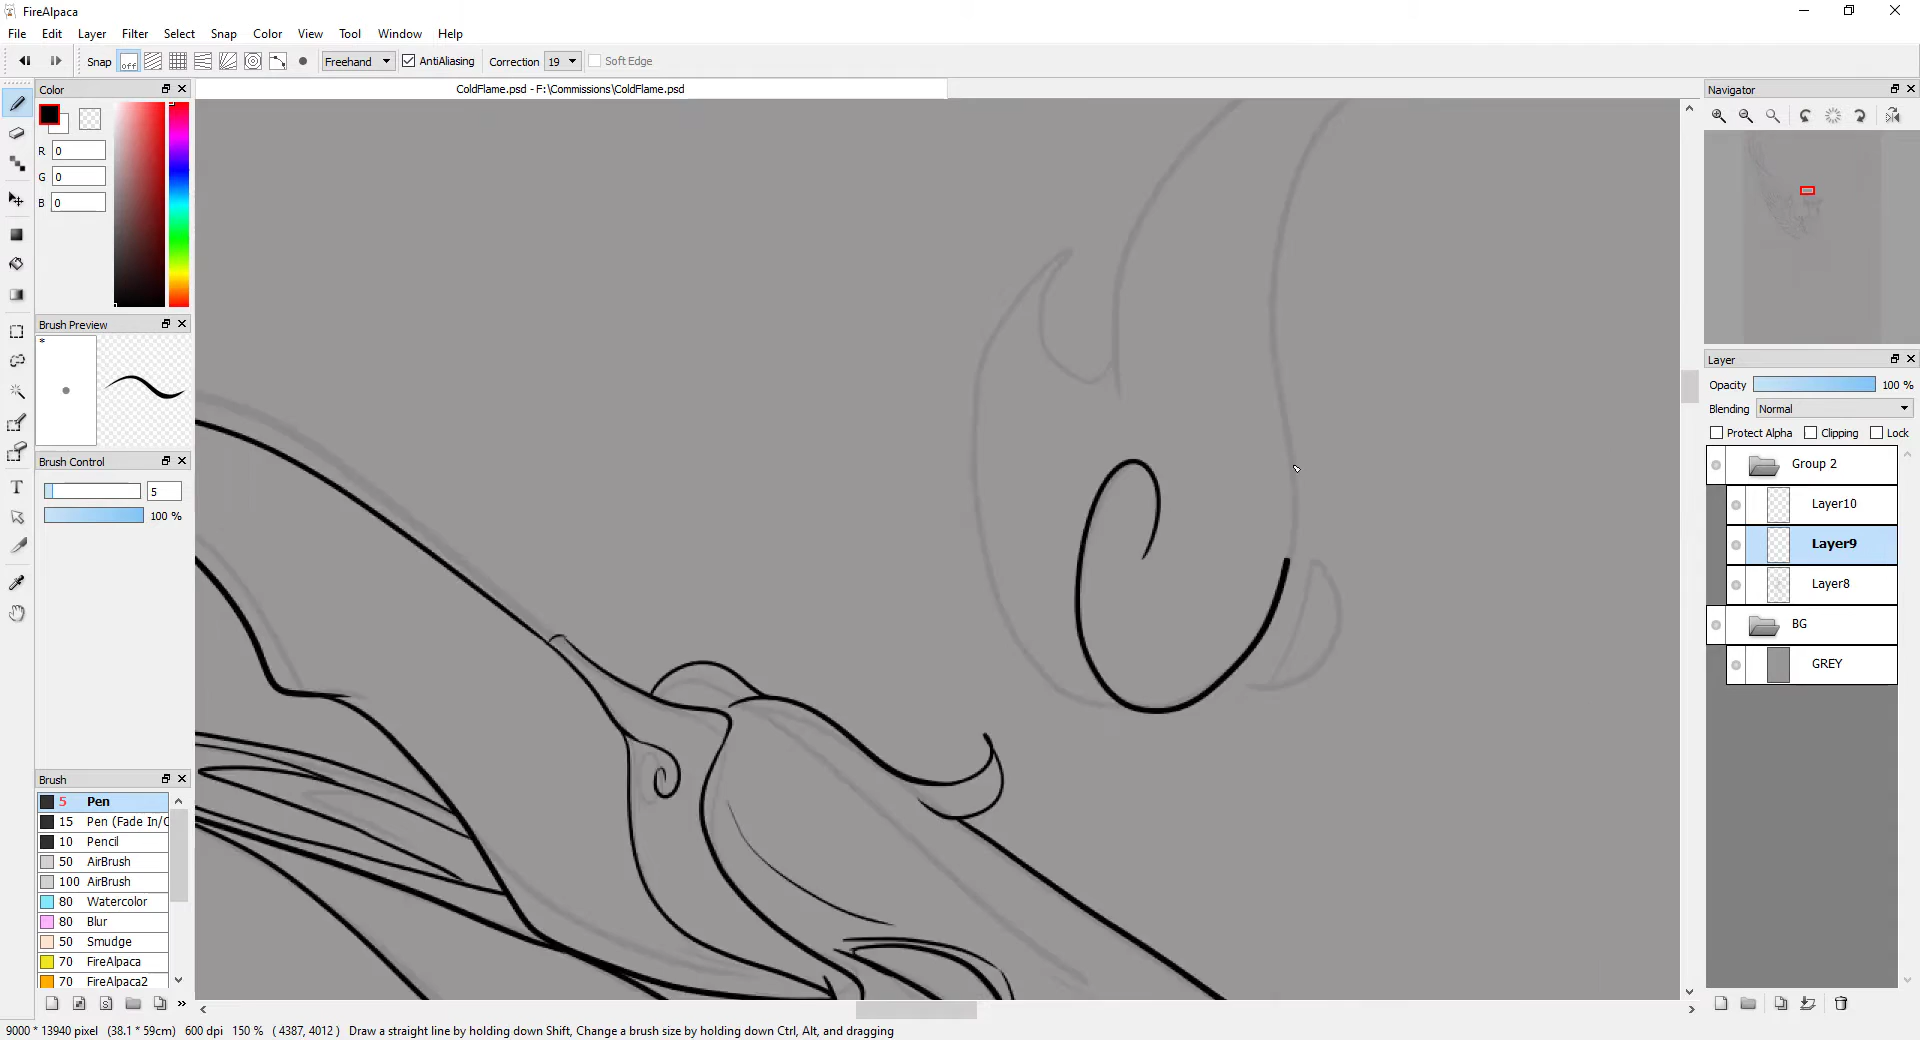 FireAlpaca
File Edit Layer Filter Select Snap Color View Tool Window Help
Snap off Freehand AntiAliasing Correction 19 Soft Edge
Color
ColdFlame.psd - F:\Commissions\ColdFlame.psd
Navigator
R 0
G 0
B 0
Brush Preview
*
Layer
Opacity 100 %
Blending Normal
Protect Alpha Clipping Lock
Brush Control
5
100 %
Group 2
Layer10
Layer9
Layer8
BG
GREY
T
Brush
5 Pen
15 Pen (Fade In/O
10 Pencil
50 AirBrush
100 AirBrush
80 Watercolor
80 Blur
50 Smudge
70 FireAlpaca
70 FireAlpaca2
S
9000 * 13940 pixel (38.1 * 59cm) 600 dpi 150 % ( 4387, 4012 ) Draw a straight line by holding down Shift, Change a brush size by holding down Ctrl, Alt, and dragging